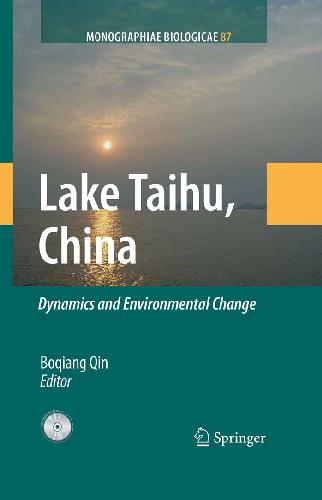 MONOGRAPHIAE BIOLOGICAE 87
Lake Taihu,
China
Dynamics and Environmental Change
Boqiang Qin
Editor
Springer